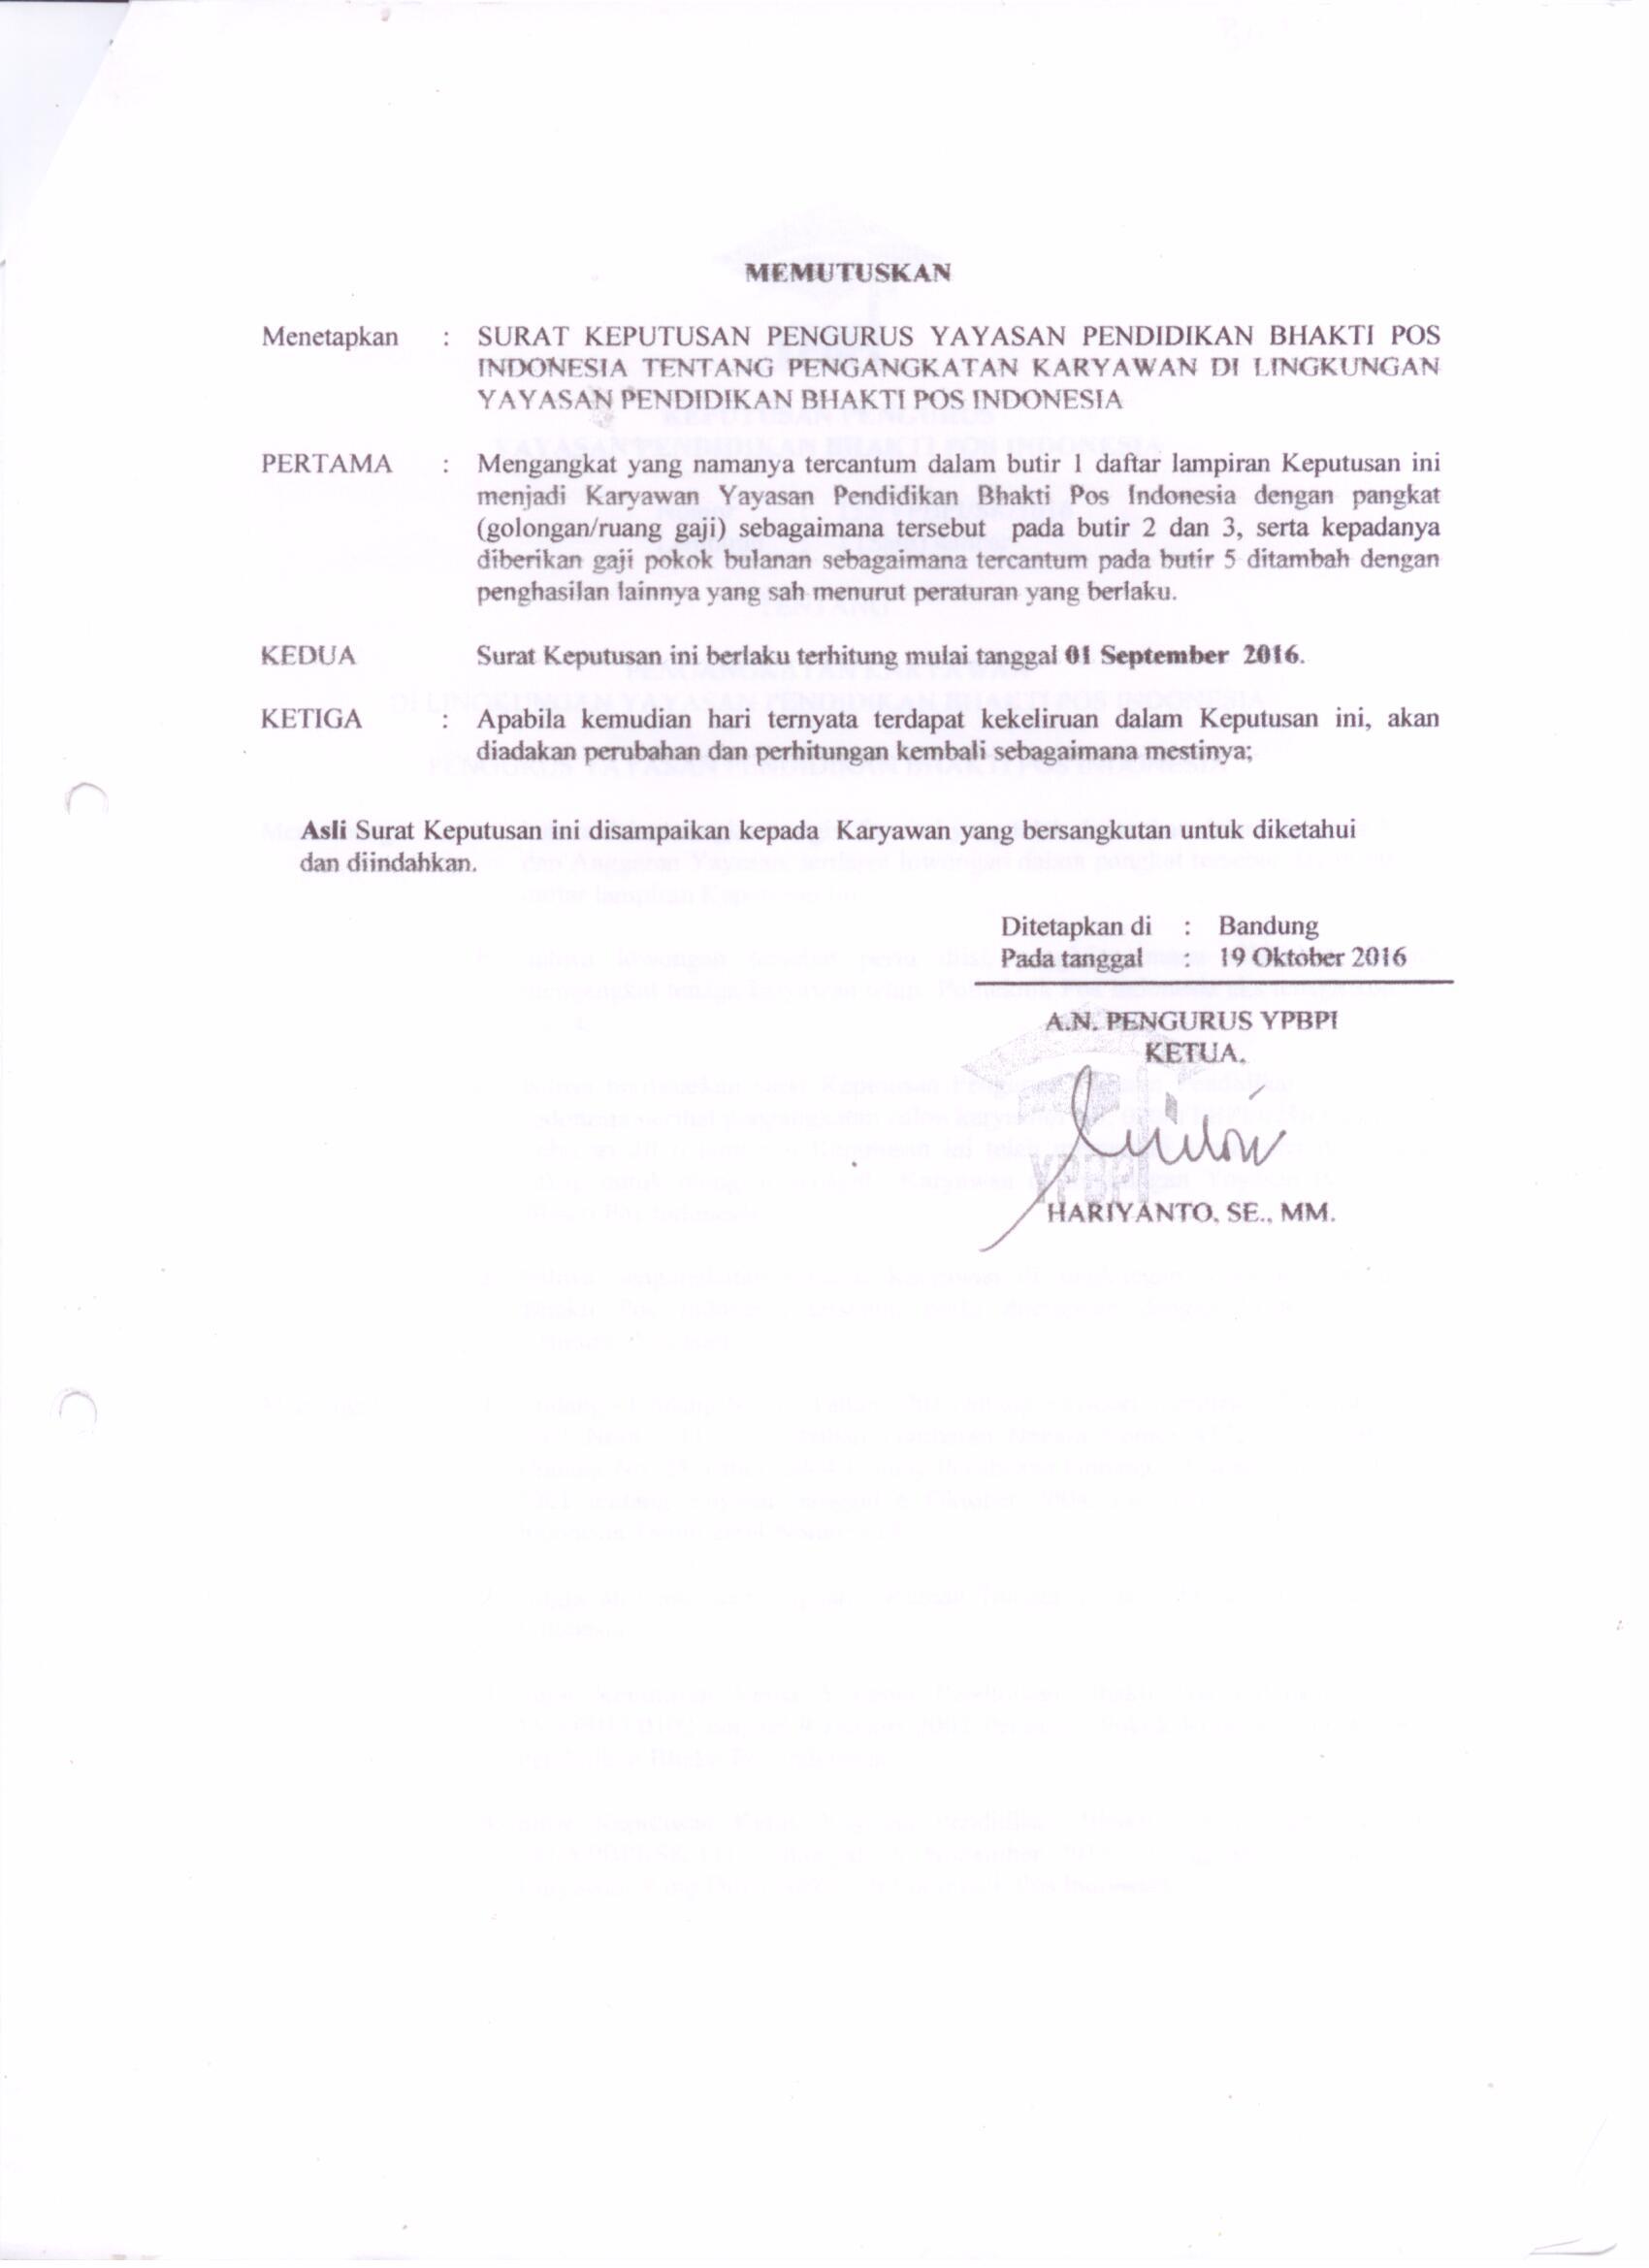 MEMUTUSKAN
Menetapkan : SURAT KEPUTUSAN PENGURUS YAYASAN PENDIDIKAN BHAKTI POS
INDONESIA TENTANG PENGANGKATAN KARYAWAN DI LINGKUNGAN
YAYASAN PENDIDIKAN BHAKTI POS INDONESIA
PERTAMA : Mengangkat yang namanya tercantum dalam butir 1 daftar lampiran Keputusan ini
menjadi Karyawan Yayasan Pendidikan Bhakti Pos Indonesia dengan pangkat
(golongan/ruang gaji) sebagaimana tersebut pada butir 2 dan 3, serta kepadanya
diberikan gaji pokok bulanan sebagaimana tercantum pada butir 5 ditambah dengan
penghasilan lainnya yang sah menurut peraturan yang berlaku.
KEDUA Surat Keputusan ini berlaku terhitung mulai tanggal 01 September 2016.
KETIGA : Apabila kemudian hari ternyata terdapat kekeliruan dalam Keputusan ini, akan
diadakan perubahan dan perhitungan kembali sebagaimana mestinya;
Asli Surat Keputusan ini disampaikan kepada Karyawan yang bersangkutan untuk diketahui
dan diindahkan.
Ditetapkan di : Bandung
Pada tanggal : 19 Oktober 2016
A.N. PENGURUS YPBPI
KETUA,
YPBPI
HARIYANTO, SE., MM.